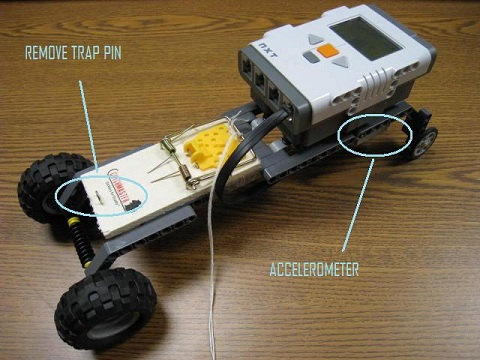 REMOVE TRAP PIN
NXT
ACCELEROMETER